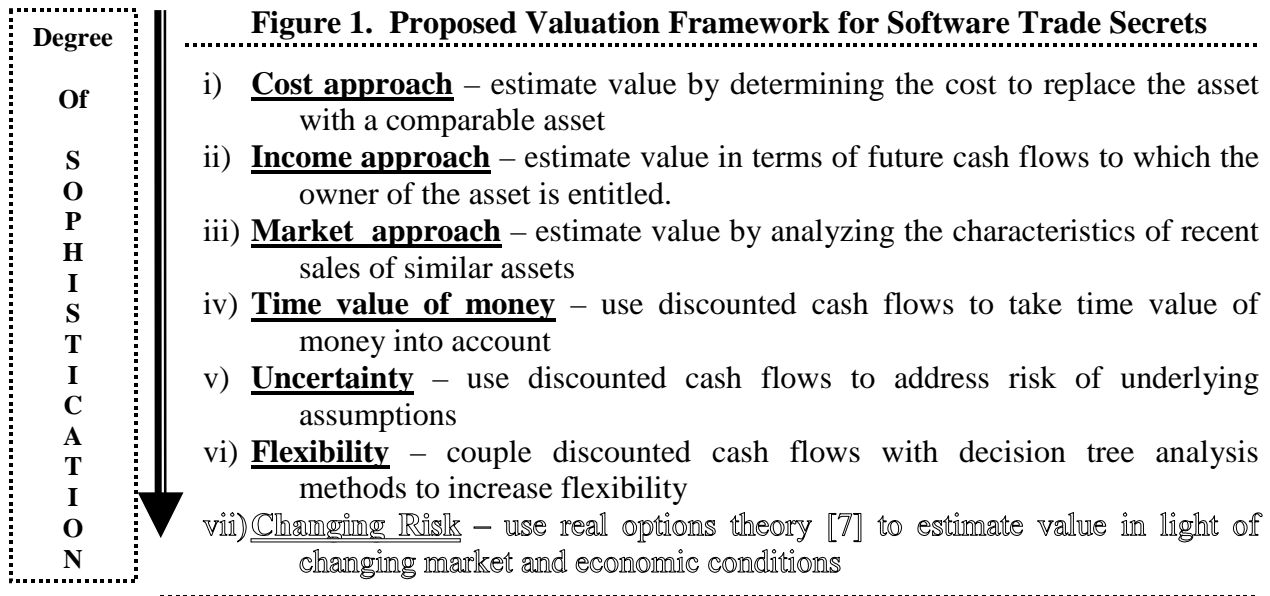 Figure 1. Proposed Valuation Framework for Software Trade Secrets
Degree
Of
S
O
P
H
I
S
T
I
C
A
T
I
O
N
i) Cost approach – estimate value by determining the cost to replace the asset
with a comparable asset
ii) Income approach – estimate value in terms of future cash flows to which the
owner of the asset is entitled.
iii) Market approach – estimate value by analyzing the characteristics of recent
sales of similar assets
iv) Time value of money – use discounted cash flows to take time value of
money into account
v) Uncertainty – use discounted cash flows to address risk of underlying
assumptions
vi) Flexibility – couple discounted cash flows with decision tree analysis
methods to increase flexibility
vii) Changing Risk – use real options theory [7] to estimate value in light of
changing market and economic conditions